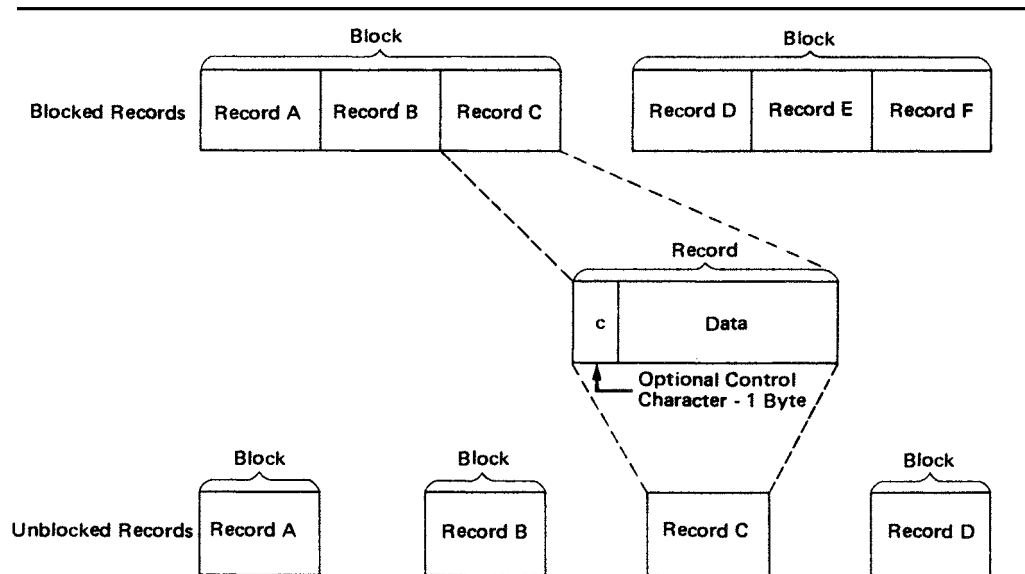 Block Block
Blocked Records Record A Record B Record C Record D Record E Record F
Record
c Data
Optional Control
Character - 1 Byte
Block Block Block
Unblocked Records Record A Record B Record C Record D